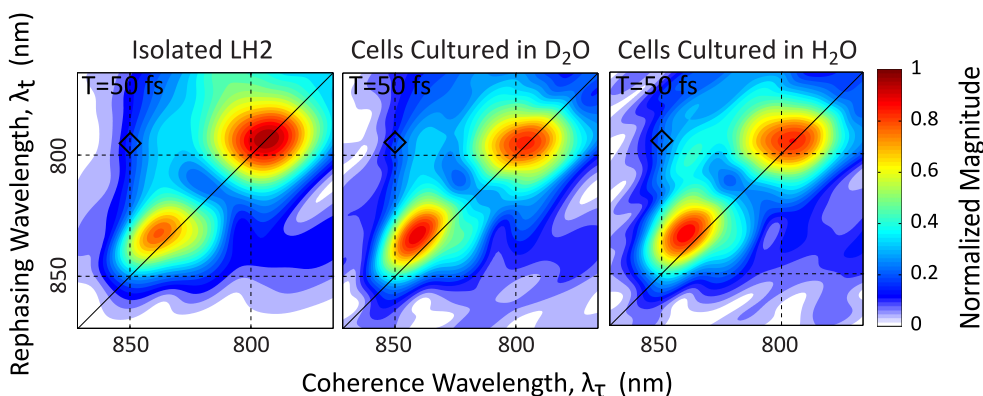 Isolated LH2
Cells Cultured in D₂O
Cells Cultured in H₂O
T=50 fs
T=50 fs
T=50 fs
Rephasing Wavelength, λt (nm)
800
850
850
800
850
800
850
800
Coherence Wavelength, λτ (nm)
1
0.8
0.6
0.4
0.2
0
Normalized Magnitude